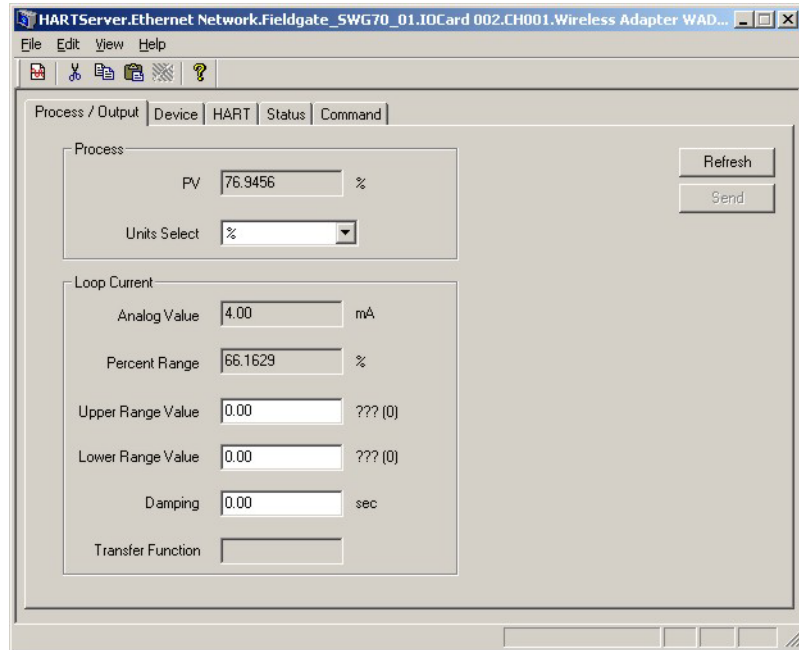 HARTServer.Ethernet Network.Fieldgate_SWG70_01.IOCard 002.CH001.Wireless Adapter WAD...
File Edit View Help
Process / Output Device HART Status Command
Process
PV 76.9456 %
Units Select %
Refresh
Send
Loop Current
Analog Value 4.00 mA
Percent Range 66.1629 %
Upper Range Value 0.00 ??? (0)
Lower Range Value 0.00 ??? (0)
Damping 0.00 sec
Transfer Function